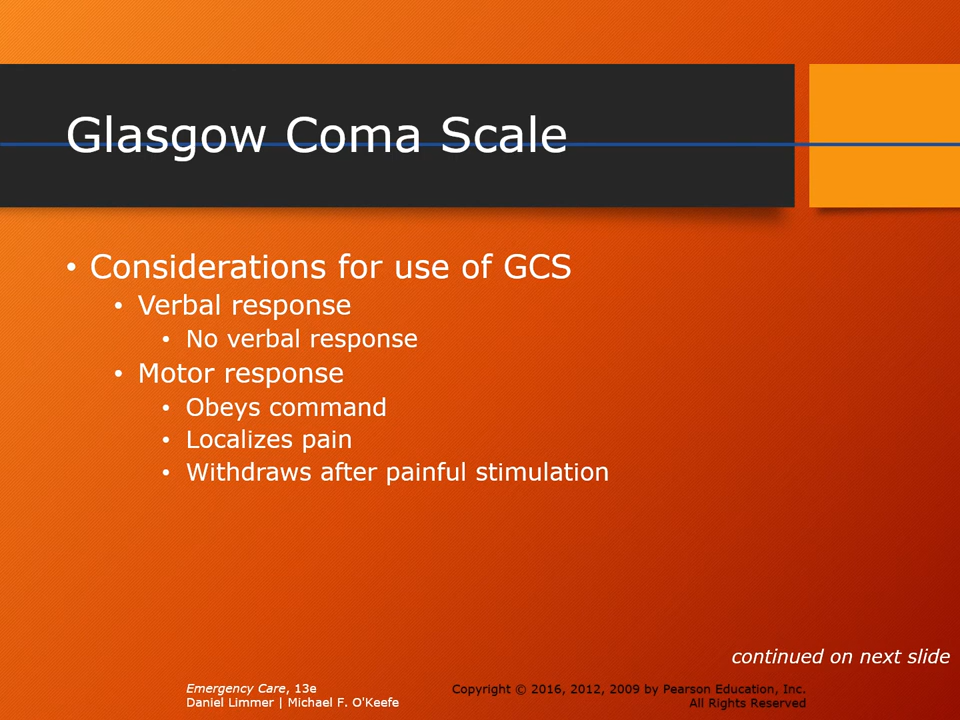 Glasgow Coma Scale
• Considerations for use of GCS
• Verbal response
• No verbal response
• Motor response
• Obeys command
• Localizes pain
• Withdraws after painful stimulation
continued on next slide
Emergency Care, 13e
Daniel Limmer | Michael F. O'Keefe
Copyright © 2016, 2012, 2009 by Pearson Education, Inc.
All Rights Reserved